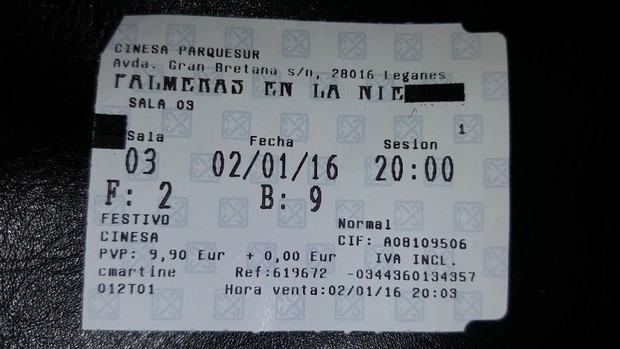 CINESA PARQUESUR
Avda. Gran Bretana s/n, 28016 Leganes
PALMERAS EN LA NIE
SALA 03
1
Sala Fecha Sesion
03 02/01/16 20:00
F: 2 B: 9
FESTIVO Normal
CINESA CIF: A08109506
PVP: 9,90 Eur + 0,00 Eur IVA INCL.
cmartine Ref:619672 -0344360134357
012T01 Hora venta:02/01/16 20:03